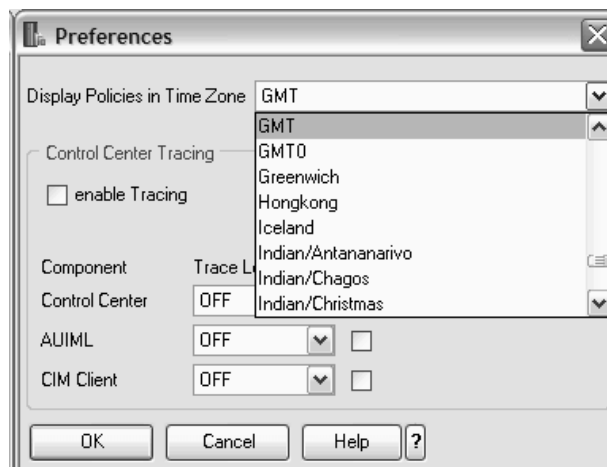 Preferences
Display Policies in Time Zone GMT
GMT
Control Center Tracing
GMT0
Greenwich
enable Tracing
Hongkong
Iceland
Indian/Antananarivo
Component Trace L
Indian/Chagos
Control Center OFF
Indian/Christmas
AUIML OFF
CIM Client OFF
OK Cancel Help ?